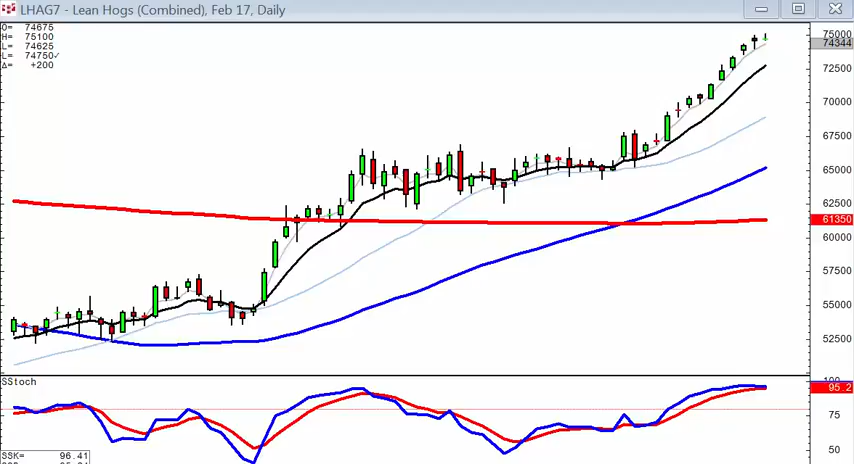 LHAG7 - Lean Hogs (Combined), Feb 17, Daily
O= 74675
H= 75100
L= 74625
L= 74750✓
Δ= +200
75000
74344
72500
70000
67500
65000
62500
61350
60000
57500
55000
52500
SStoch
95.2
75
50
SSK= 96.41